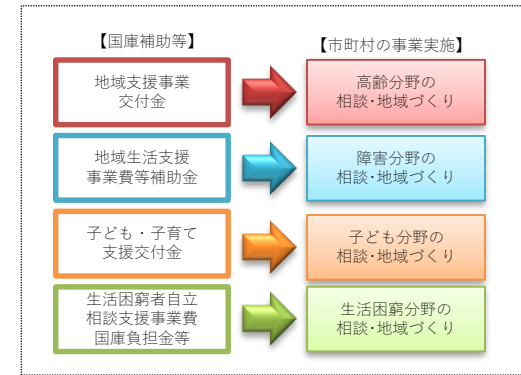 【国庫補助等】
【市町村の事業実施】
地域支援事業
交付金
高齢分野の
相談・地域づくり
地域生活支援
事業費等補助金
障害分野の
相談・地域づくり
子ども・子育て
支援交付金
子ども分野の
相談・地域づくり
生活困窮者自立
相談支援事業費
国庫負担金等
生活困窮分野の
相談・地域づくり